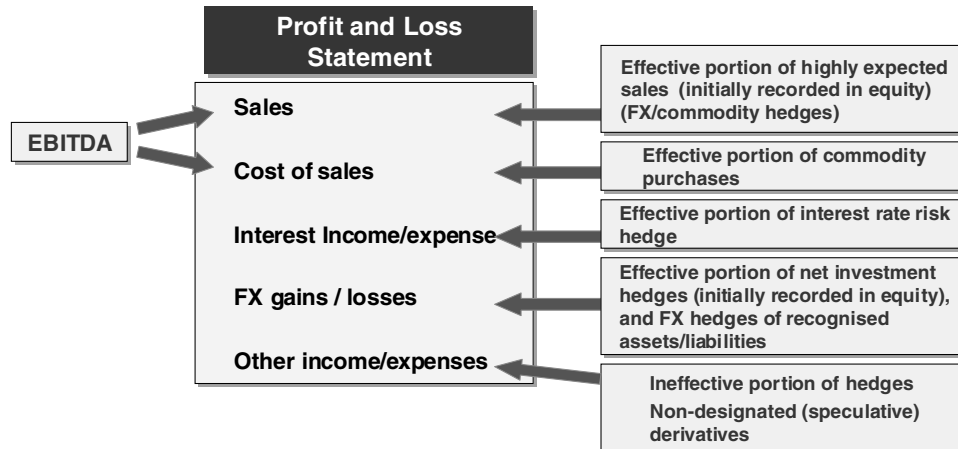 Profit and Loss
Statement
EBITDA
Sales
Cost of sales
Interest Income/expense
FX gains / losses
Other income/expenses
Effective portion of highly expected
sales (initially recorded in equity)
(FX/commodity hedges)
Effective portion of commodity
purchases
Effective portion of interest rate risk
hedge
Effective portion of net investment
hedges (initially recorded in equity),
and FX hedges of recognised
assets/liabilities
Ineffective portion of hedges
Non-designated (speculative)
derivatives